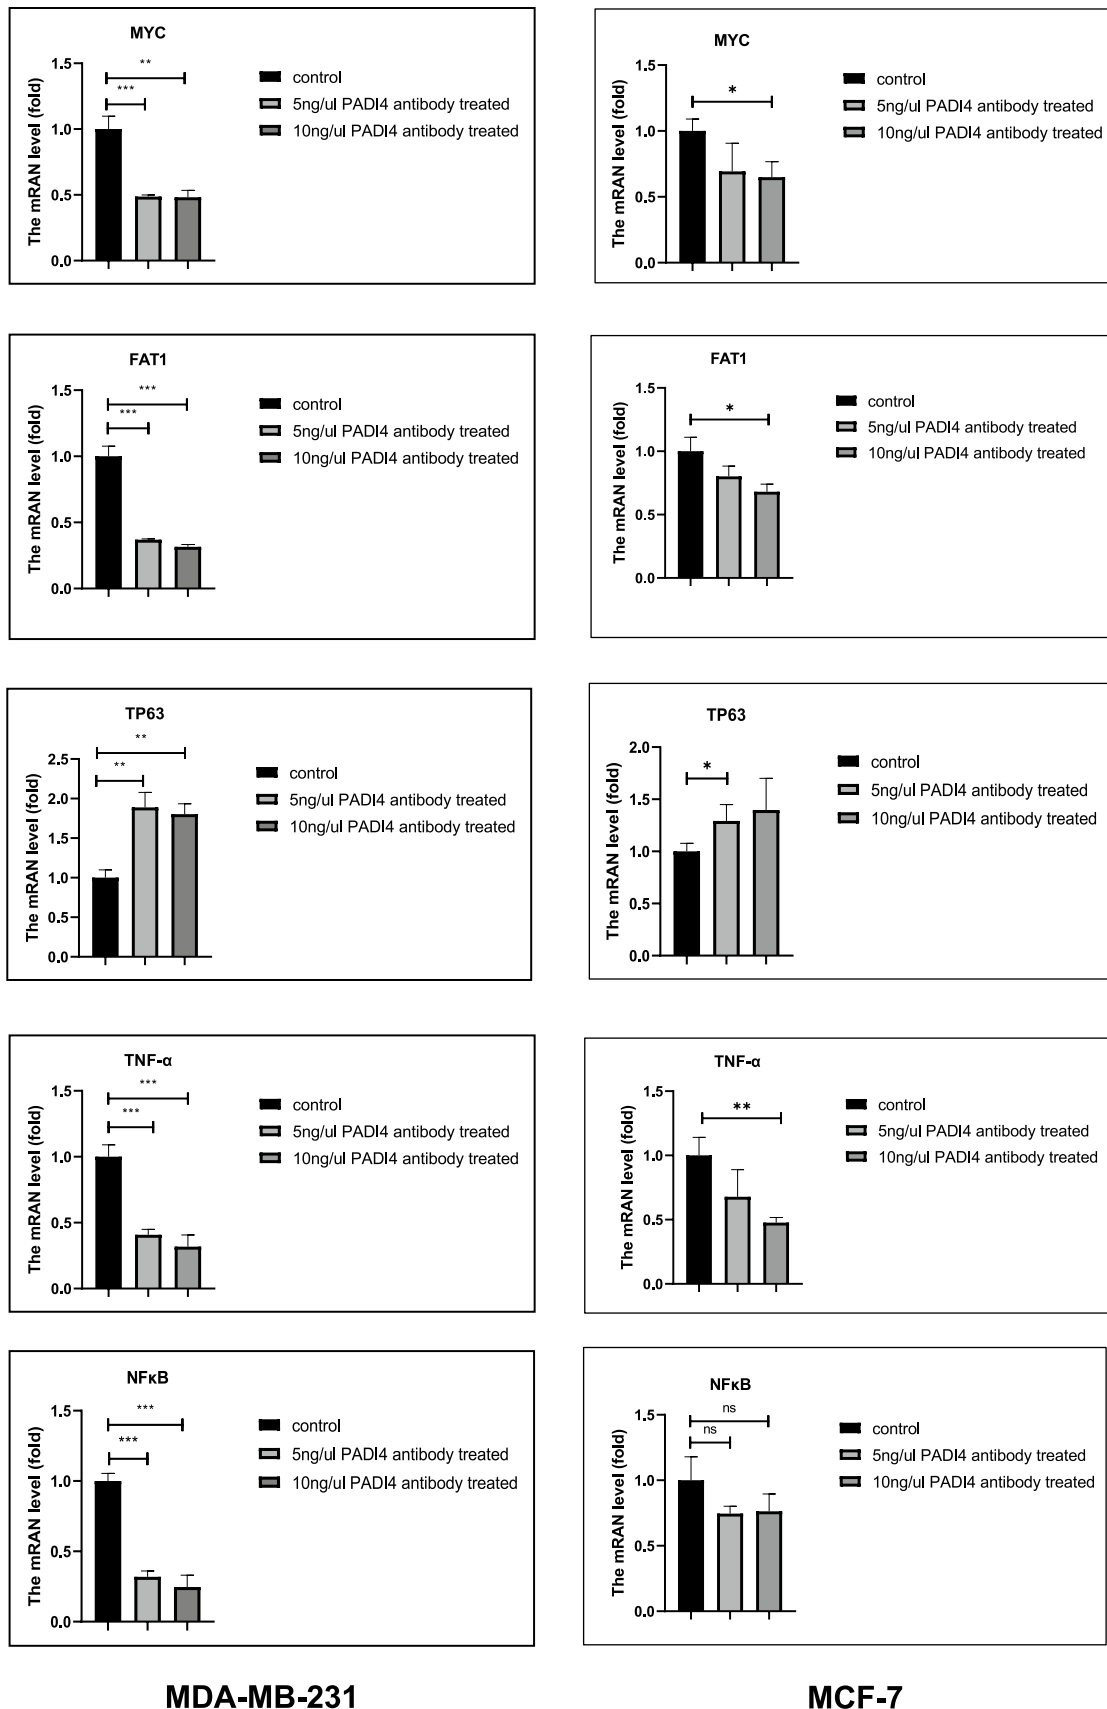 MYC
The mRAN level (fold)
1.5
1.0
0.5
0.0
**
***
control
5ng/ul PADI4 antibody treated
10ng/ul PADI4 antibody treated
MYC
The mRAN level (fold)
1.5
1.0
0.5
0.0
*
control
5ng/ul PADI4 antibody treated
10ng/ul PADI4 antibody treated
FAT1
The mRAN level (fold)
1.5
1.0
0.5
0.0
***
***
control
5ng/ul PADI4 antibody treated
10ng/ul PADI4 antibody treated
FAT1
The mRAN level (fold)
1.5
1.0
0.5
0.0
*
control
5ng/ul PADI4 antibody treated
10ng/ul PADI4 antibody treated
TP63
The mRAN level (fold)
2.5
2.0
1.5
1.0
0.5
0.0
**
**
control
5ng/ul PADI4 antibody treated
10ng/ul PADI4 antibody treated
TP63
The mRAN level (fold)
2.0
1.5
1.0
0.5
0.0
*
control
5ng/ul PADI4 antibody treated
10ng/ul PADI4 antibody treated
TNF-α
The mRAN level (fold)
1.5
1.0
0.5
0.0
***
***
control
5ng/ul PADI4 antibody treated
10ng/ul PADI4 antibody treated
TNF-α
The mRAN level (fold)
1.5
1.0
0.5
0.0
**
control
5ng/ul PADI4 antibody treated
10ng/ul PADI4 antibody treated
NFκB
The mRAN level (fold)
1.5
1.0
0.5
0.0
***
***
control
5ng/ul PADI4 antibody treated
10ng/ul PADI4 antibody treated
NFκB
The mRAN level (fold)
1.5
1.0
0.5
0.0
ns
ns
control
5ng/ul PADI4 antibody treated
10ng/ul PADI4 antibody treated
MDA-MB-231
MCF-7